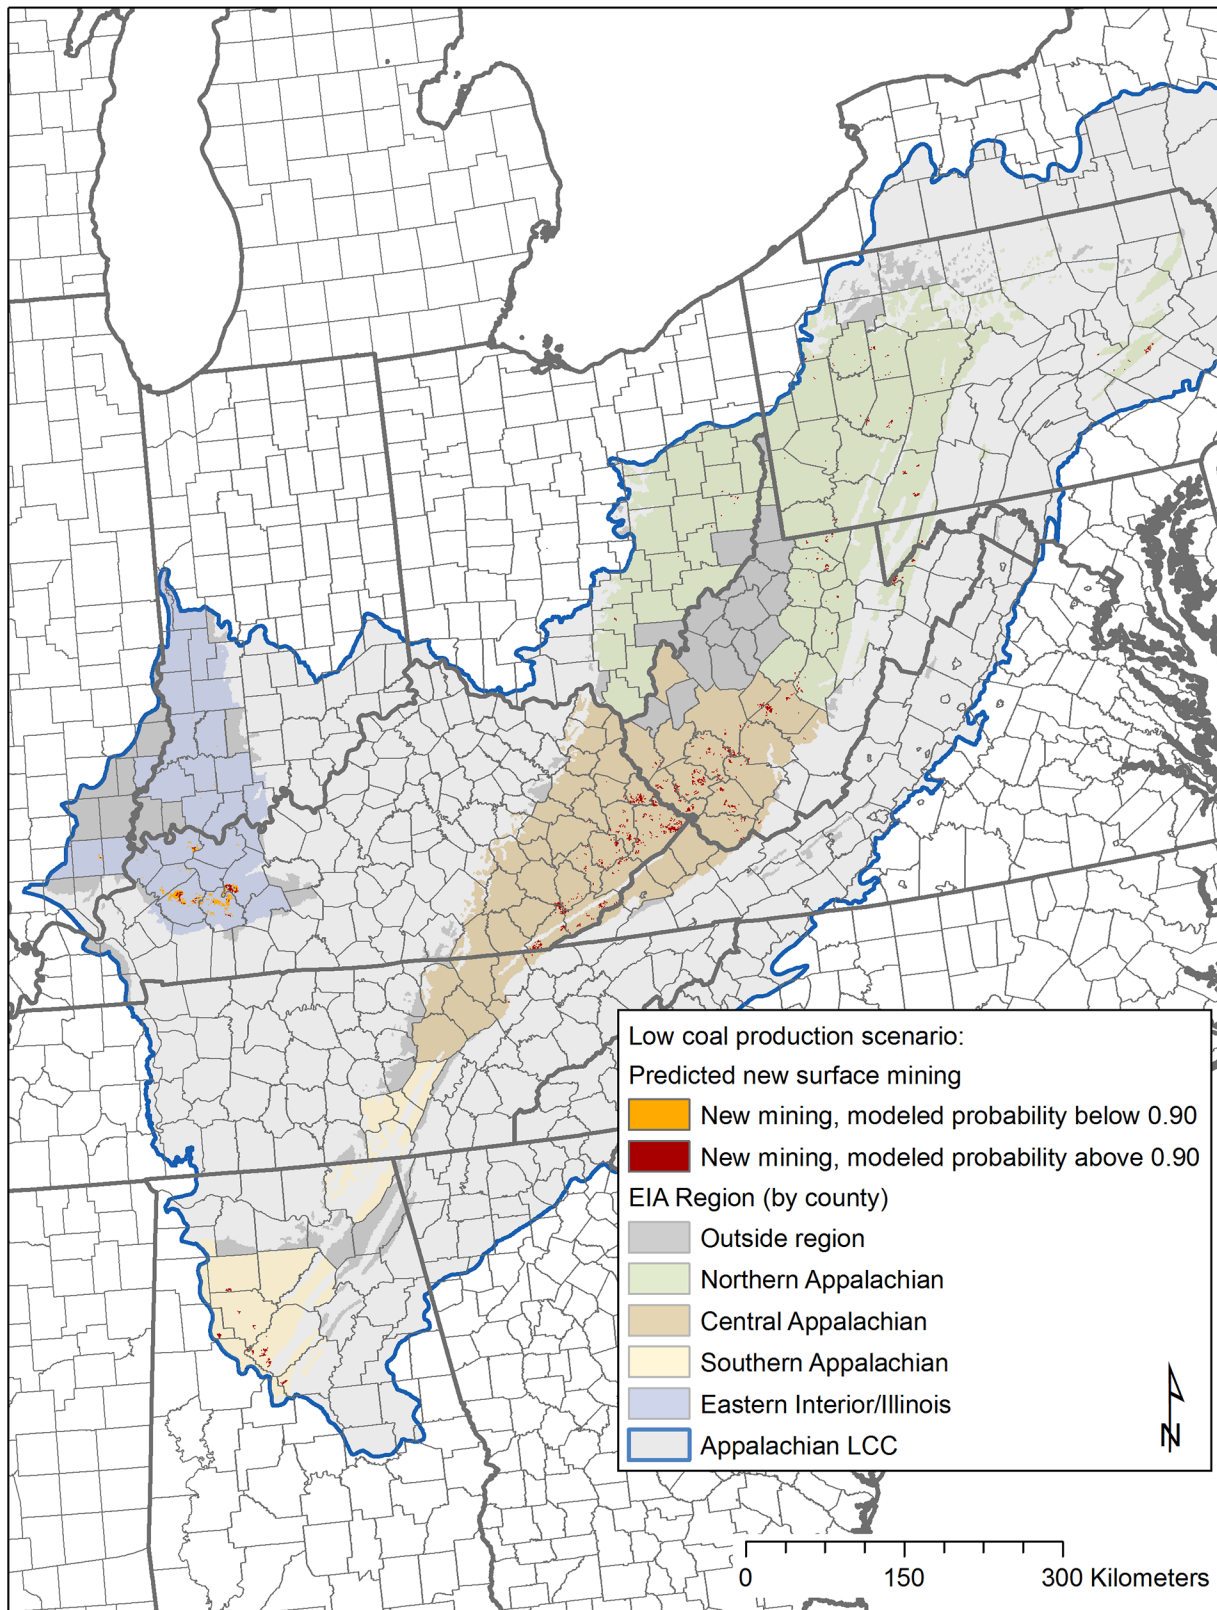 Low coal production scenario:
Predicted new surface mining
New mining, modeled probability below 0.90
New mining, modeled probability above 0.90
EIA Region (by county)
Outside region
Northern Appalachian
Central Appalachian
Southern Appalachian
Eastern Interior/Illinois
Appalachian LCC
N
0 150 300 Kilometers